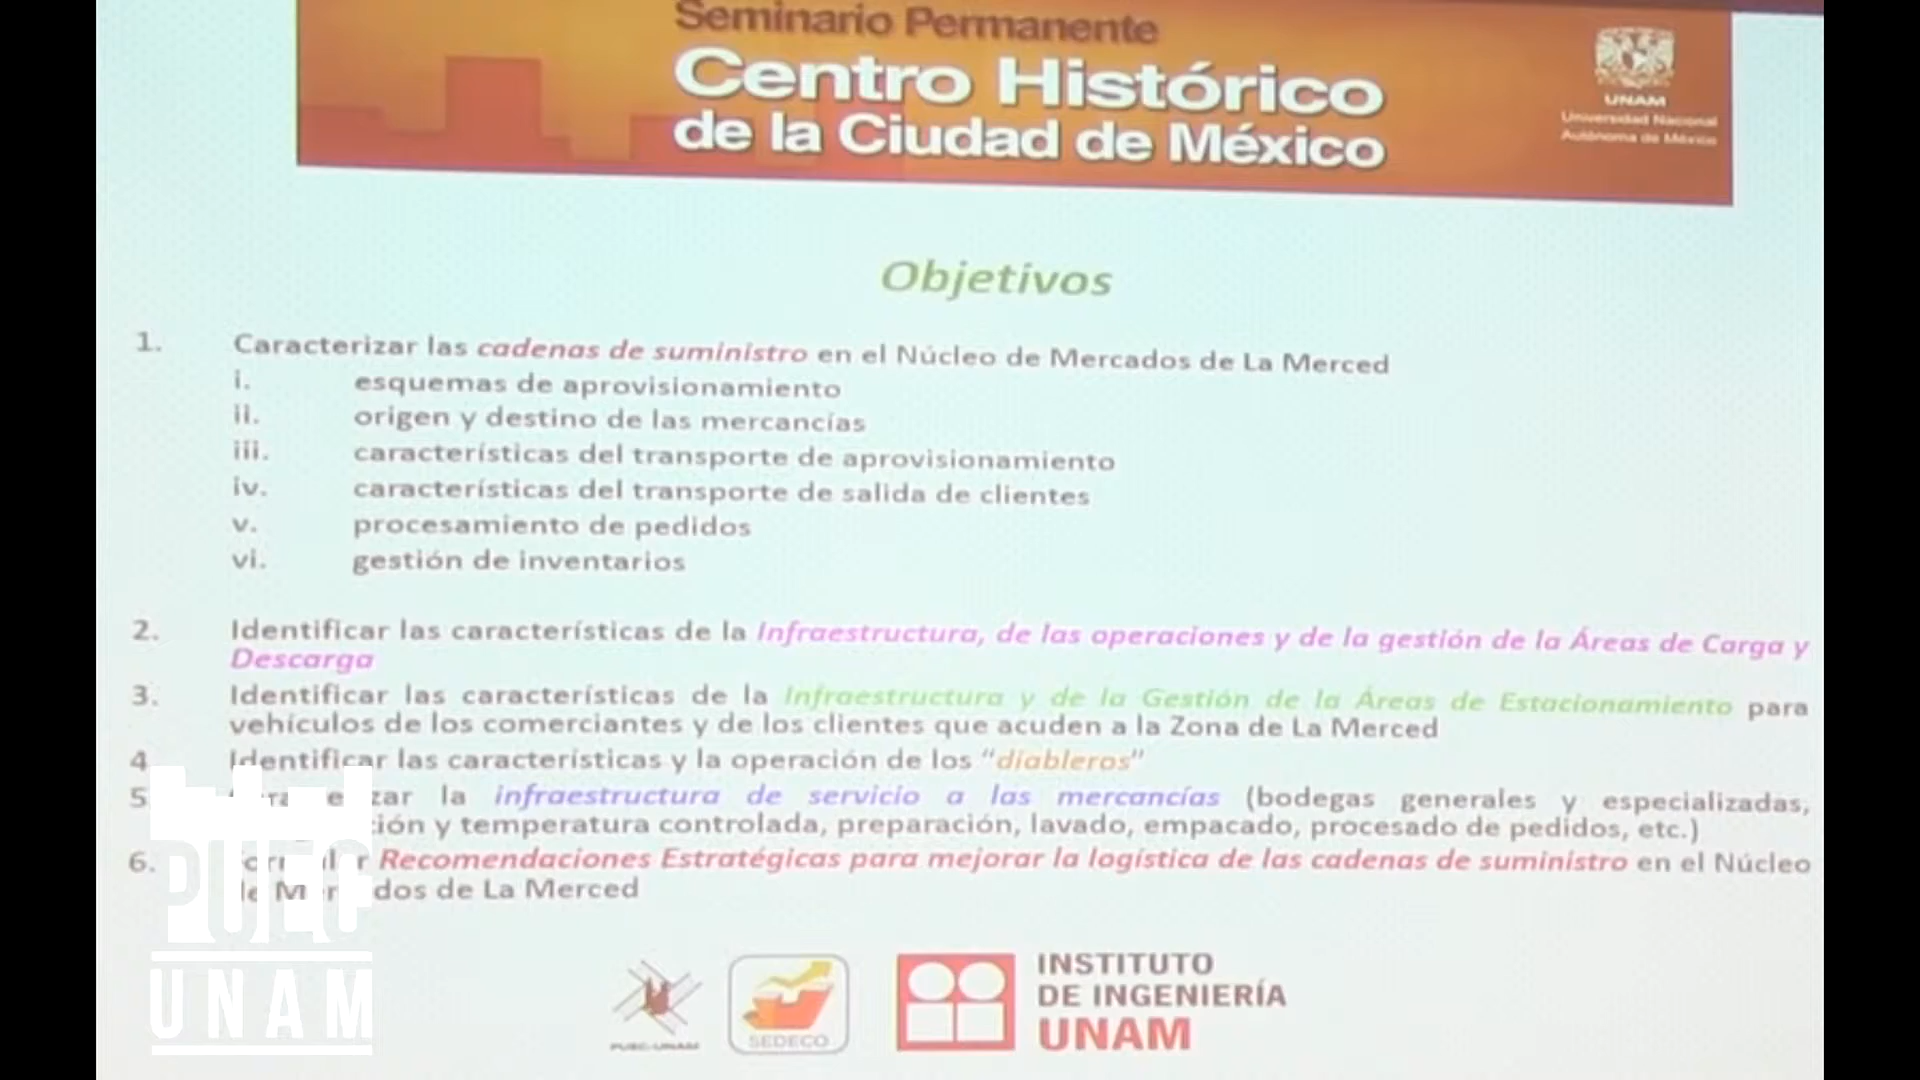 Seminario Permanente
Centro Histórico
de la Ciudad de México
UNAM
Universidad Nacional
Autónoma de México
Objetivos
1. Caracterizar las cadenas de suministro en el Núcleo de Mercados de La Merced
i. esquemas de aprovisionamiento
ii. origen y destino de las mercancías
iii. características del transporte de aprovisionamiento
iv. características del transporte de salida de clientes
v. procesamiento de pedidos
vi. gestión de inventarios
2. Identificar las características de la Infraestructura, de las operaciones y de la gestión de la Áreas de Carga y
Descarga
3. Identificar las características de la Infraestructura y de la Gestión de la Áreas de Estacionamiento para
vehículos de los comerciantes y de los clientes que acuden a la Zona de La Merced
4 Identificar las características y la operación de los "diableros"
5 la infraestructura de servicio a las mercancías (bodegas generales y especializadas,
y temperatura controlada, preparación, lavado, empacado, procesado de pedidos, etc.)
6. Recomendaciones Estratégicas para mejorar la logística de las cadenas de suministro en el Núcleo
de Mercados de La Merced
PUEC
UNAM
PUEC-UNAM
SEDECO
INSTITUTO
DE INGENIERÍA
UNAM